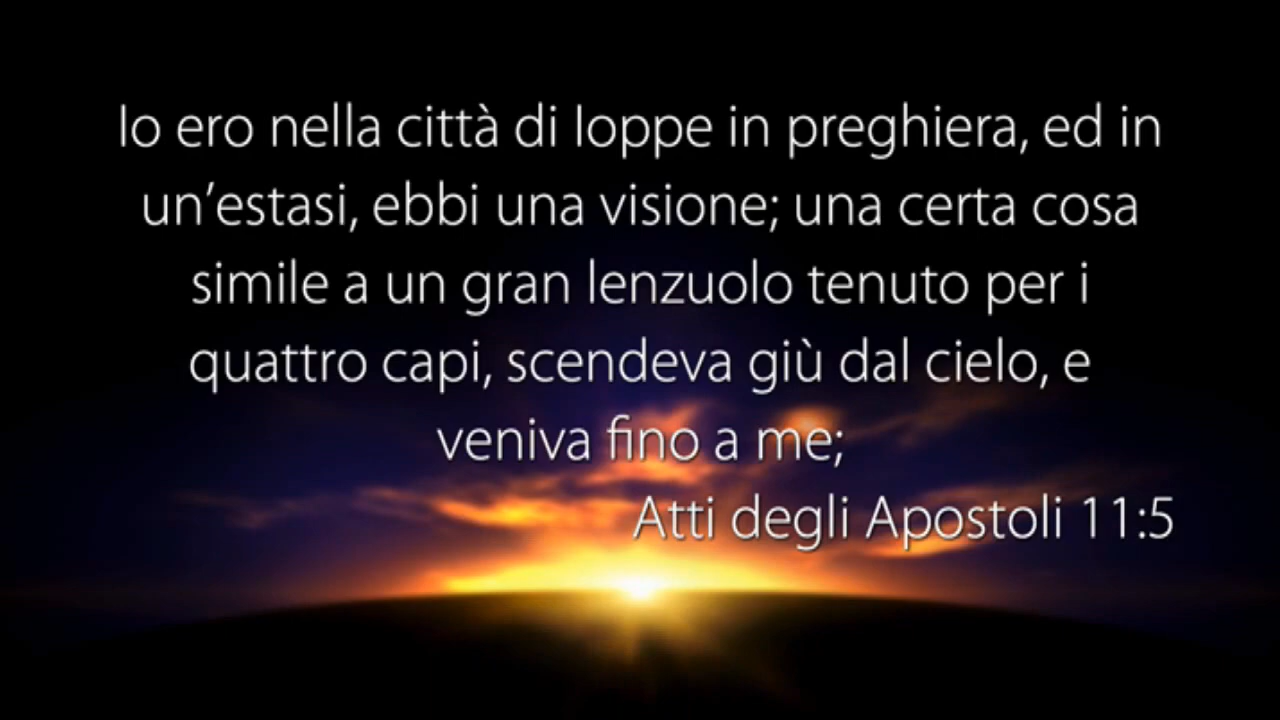 Io ero nella città di Ioppe in preghiera, ed in
un’estasi, ebbi una visione; una certa cosa
simile a un gran lenzuolo tenuto per i
quattro capi, scendeva giù dal cielo, e
veniva fino a me;
Atti degli Apostoli 11:5